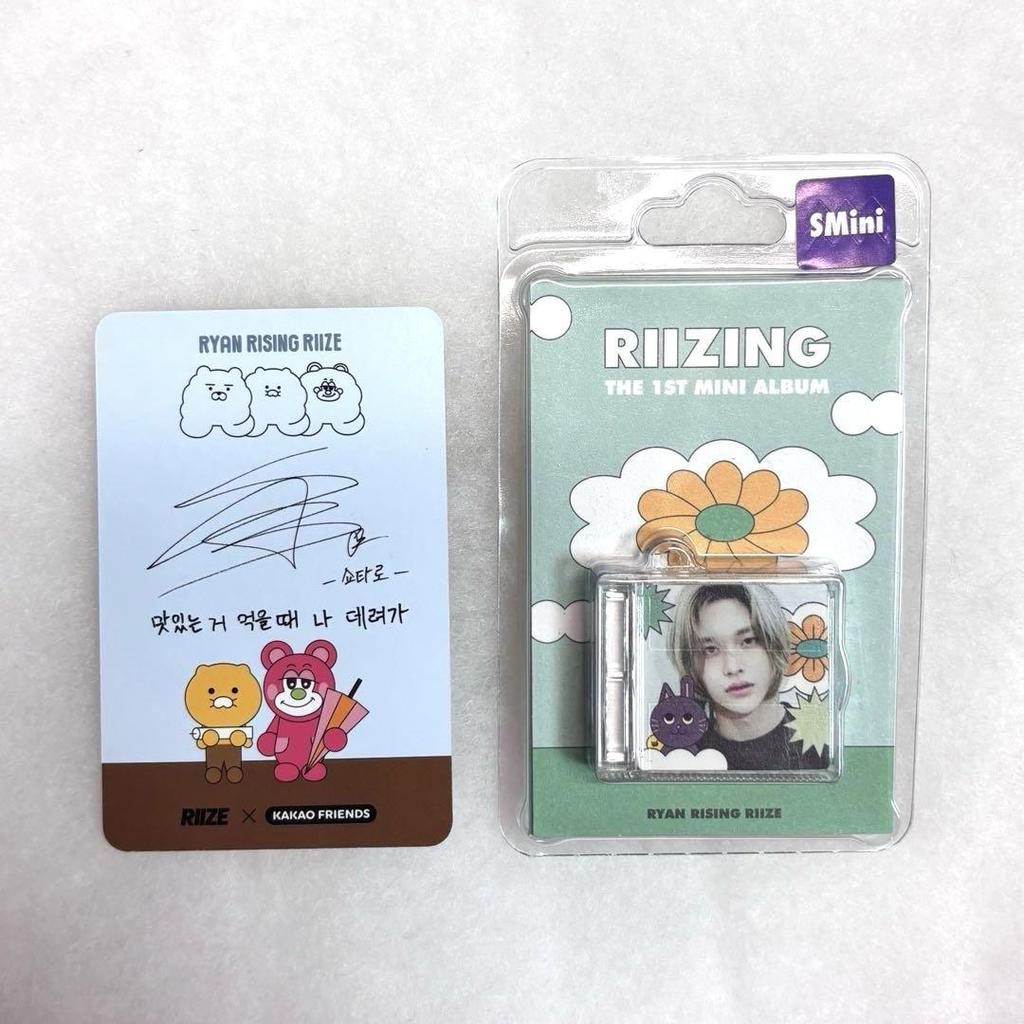 RYAN RISING RIIZE
– 쇼타로 –
맛있는 거 먹을 때 나 데려가
RIIZE × KAKAO FRIENDS
SMini
RIIZING
THE 1ST MINI ALBUM
RYAN RISING RIIZE